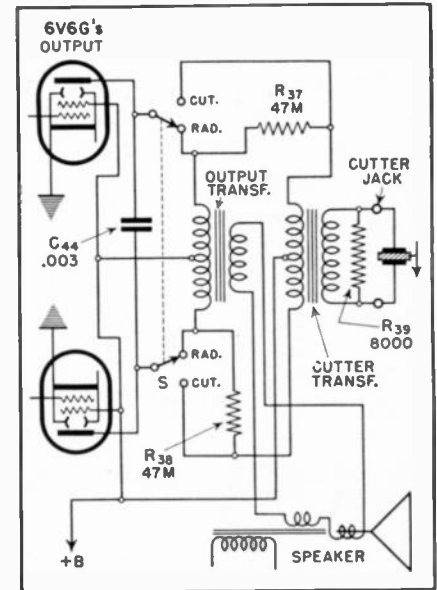 6V6G's
OUTPUT
CUT.
RAD.
R37
47M
OUTPUT
TRANSF.
CUTTER
JACK
C44
.003
R39
8000
CUTTER
TRANSF.
RAD.
S
CUT.
R38
47M
+B
SPEAKER